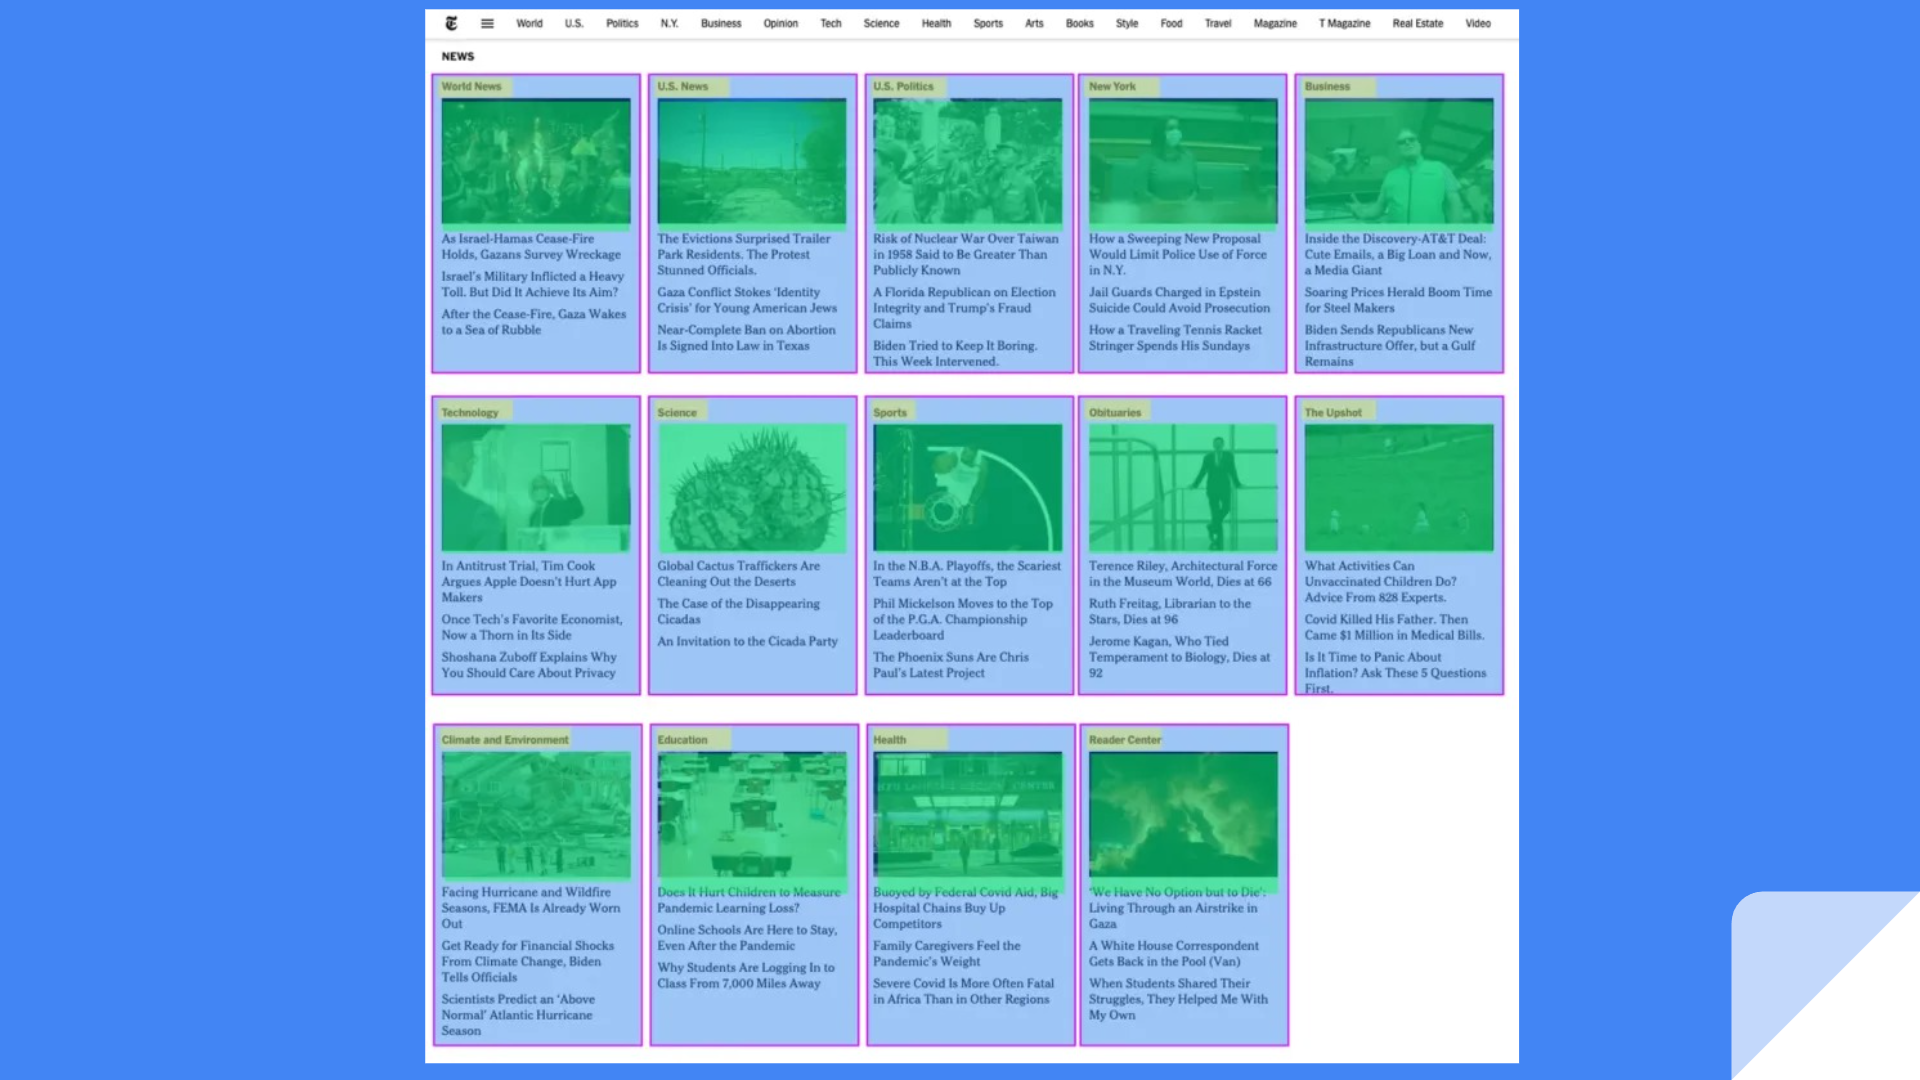 World U.S. Politics N.Y. Business Opinion Tech Science Health Sports Arts Books Style Food Travel Magazine T Magazine Real Estate Video
NEWS
World News
As Israel-Hamas Cease-Fire
Holds, Gazans Survey Wreckage
Israel's Military Inflicted a Heavy
Toll. But Did It Achieve Its Aim?
After the Cease-Fire, Gaza Wakes
to a Sea of Rubble
U.S. News
The Evictions Surprised Trailer
Park Residents. The Protest
Stunned Officials.
Gaza Conflict Stokes 'Identity
Crisis' for Young American Jews
Near-Complete Ban on Abortion
Is Signed Into Law in Texas
U.S. Politics
Risk of Nuclear War Over Taiwan
in 1958 Said to Be Greater Than
Publicly Known
A Florida Republican on Election
Integrity and Trump's Fraud
Claims
Biden Tried to Keep It Boring.
This Week Intervened.
New York
How a Sweeping New Proposal
Would Limit Police Use of Force
in N.Y.
Jail Guards Charged in Epstein
Suicide Could Avoid Prosecution
How a Traveling Tennis Racket
Stringer Spends His Sundays
Business
Inside the Discovery-AT&T Deal:
Cute Emails, a Big Loan and Now,
a Media Giant
Soaring Prices Herald Boom Time
for Steel Makers
Biden Sends Republicans New
Infrastructure Offer, but a Gulf
Remains
Technology
In Antitrust Trial, Tim Cook
Argues Apple Doesn't Hurt App
Makers
Once Tech's Favorite Economist,
Now a Thorn in Its Side
Shoshana Zuboff Explains Why
You Should Care About Privacy
Science
Global Cactus Traffickers Are
Cleaning Out the Deserts
The Case of the Disappearing
Cicadas
An Invitation to the Cicada Party
Sports
In the N.B.A. Playoffs, the Scariest
Teams Aren't at the Top
Phil Mickelson Moves to the Top
of the P.G.A. Championship
Leaderboard
The Phoenix Suns Are Chris
Paul's Latest Project
Obituaries
Terence Riley, Architectural Force
in the Museum World, Dies at 66
Ruth Freitag, Librarian to the
Stars, Dies at 96
Jerome Kagan, Who Tied
Temperament to Biology, Dies at
92
The Upshot
What Activities Can
Unvaccinated Children Do?
Advice From 828 Experts.
Covid Killed His Father. Then
Came $1 Million in Medical Bills.
Is It Time to Panic About
Inflation? Ask These 5 Questions
First.
Climate and Environment
Facing Hurricane and Wildfire
Seasons, FEMA Is Already Worn
Out
Get Ready for Financial Shocks
From Climate Change, Biden
Tells Officials
Scientists Predict an 'Above
Normal' Atlantic Hurricane
Season
Education
Does It Hurt Children to Measure
Pandemic Learning Loss?
Online Schools Are Here to Stay,
Even After the Pandemic
Why Students Are Logging In to
Class From 7,000 Miles Away
Health
Buoyed by Federal Covid Aid, Big
Hospital Chains Buy Up
Competitors
Family Caregivers Feel the
Pandemic's Weight
Severe Covid Is More Often Fatal
in Africa Than in Other Regions
Reader Center
'We Have No Option but to Die':
Living Through an Airstrike in
Gaza
A White House Correspondent
Gets Back in the Pool (Van)
When Students Shared Their
Struggles, They Helped Me With
My Own